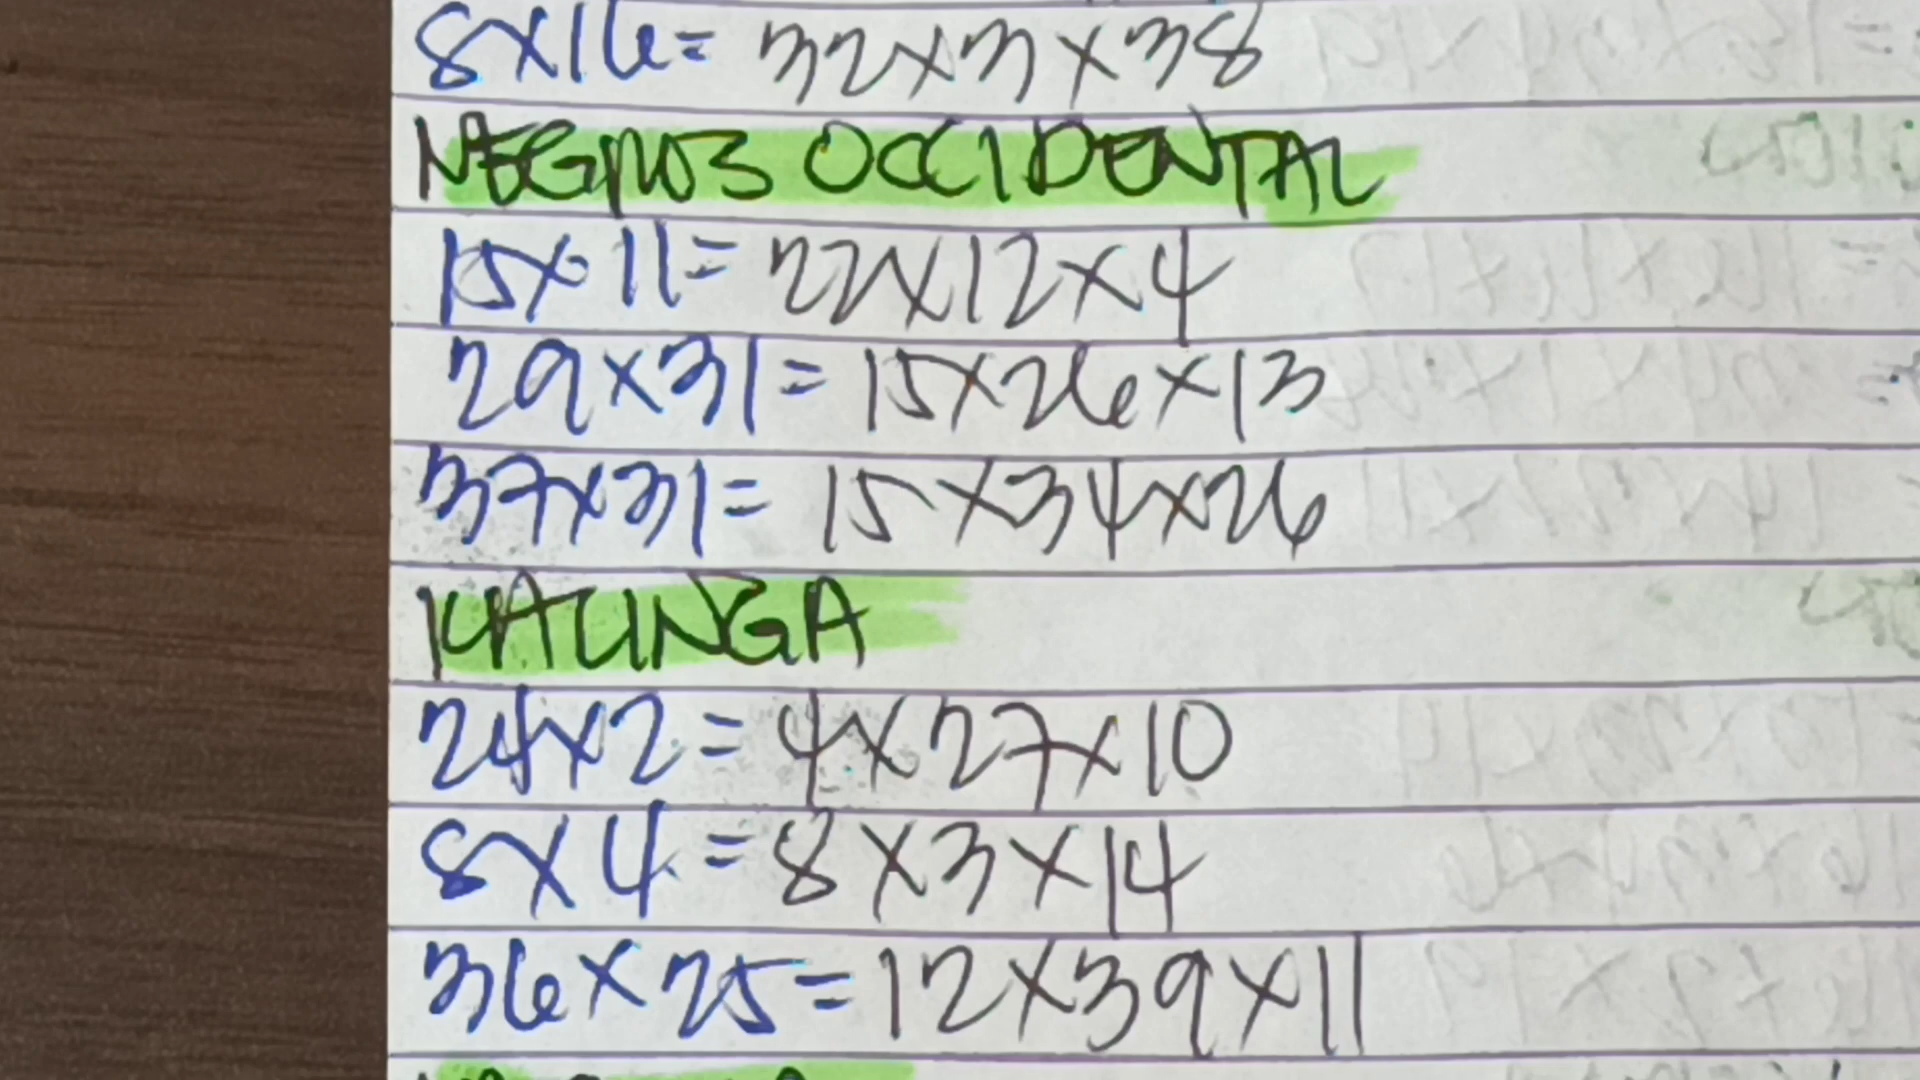 8x16= 32x3x38
NEGROS OCCIDENTAL
15x11= 22x12x4
29x31= 15x26x13
37x31= 15x34x26
KALINGA
24x2= 4x27x10
8x4= 8x3x14
36x25= 12x39x11